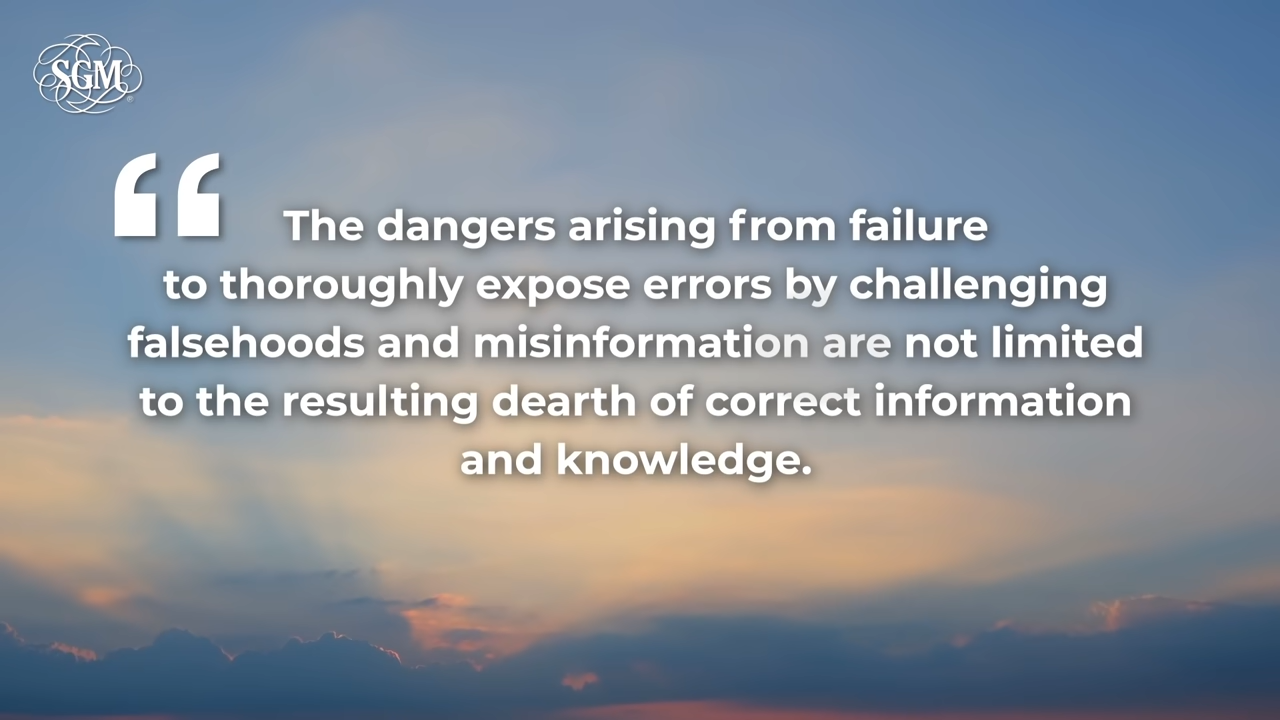 SGM
“ The dangers arising from failure
to thoroughly expose errors by challenging
falsehoods and misinformation are not limited
to the resulting dearth of correct information
and knowledge.